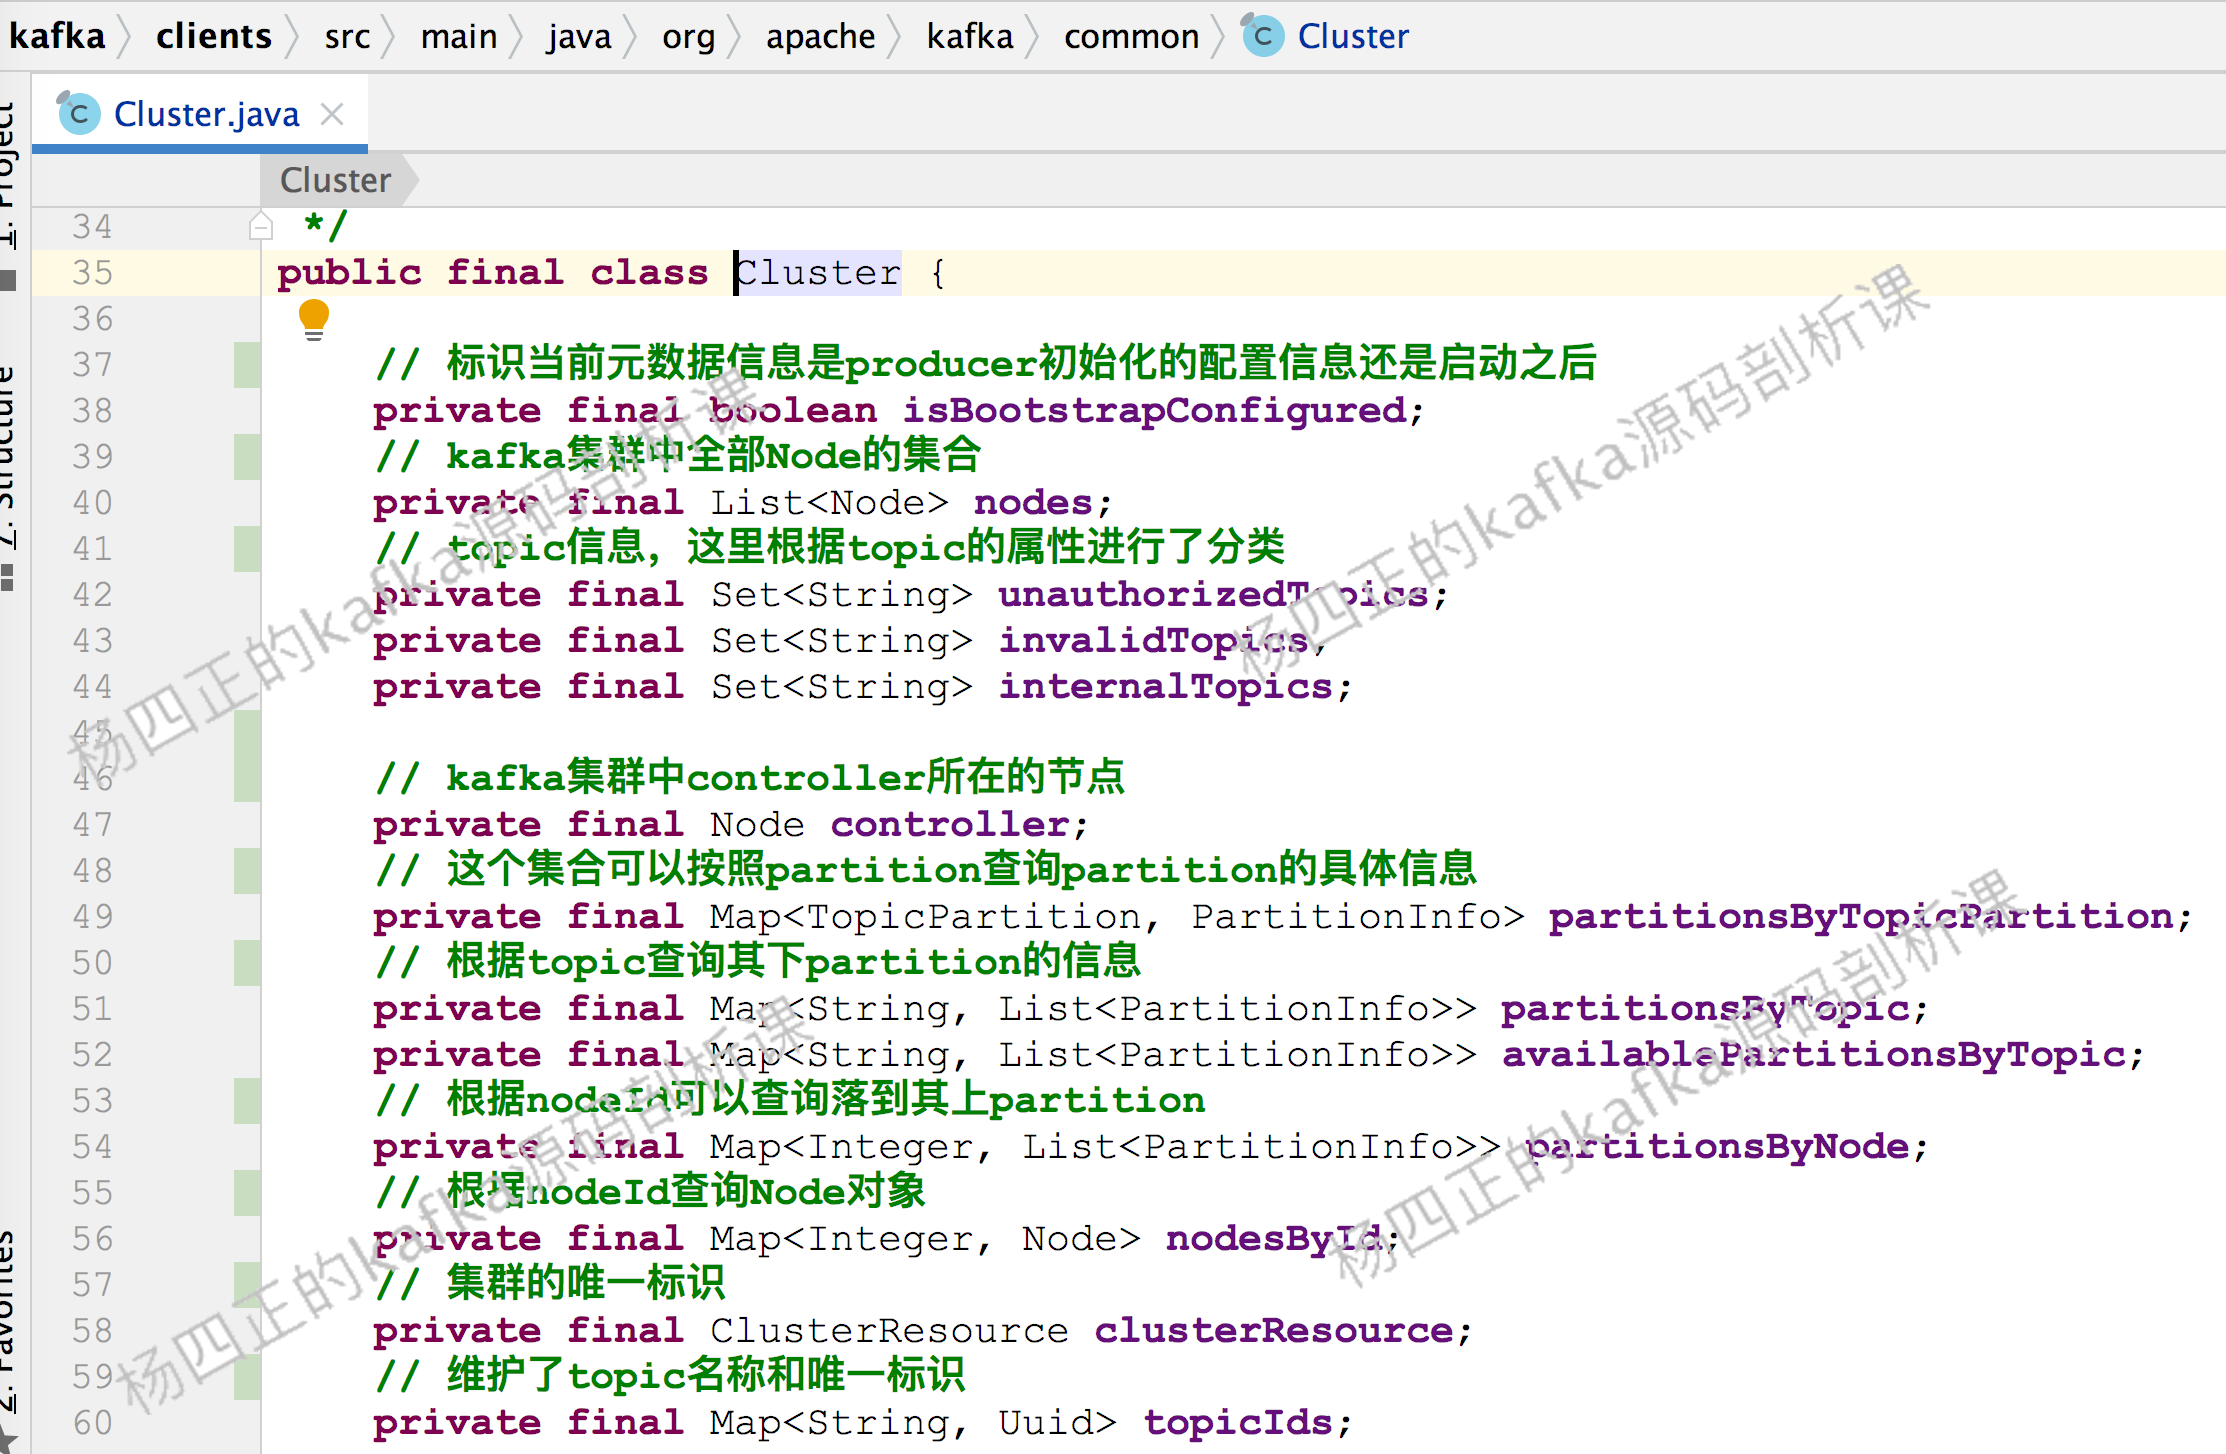 kafka clients src main java org apache kafka common Cluster
Cluster.java
Cluster
1: Project
7: Structure
2: Favorites
34 */
35 public final class Cluster {
36
37 // 标识当前元数据信息是producer初始化的配置信息还是启动之后
38 private final boolean isBootstrapConfigured;
39 // kafka集群中全部Node的集合
40 private final List<Node> nodes;
41 // topic信息，这里根据topic的属性进行了分类
42 private final Set<String> unauthorizedTopics;
43 private final Set<String> invalidTopics;
44 private final Set<String> internalTopics;
45
46 // kafka集群中controller所在的节点
47 private final Node controller;
48 // 这个集合可以按照partition查询partition的具体信息
49 private final Map<TopicPartition, PartitionInfo> partitionsByTopicPartition;
50 // 根据topic查询其下partition的信息
51 private final Map<String, List<PartitionInfo>> partitionsByTopic;
52 private final Map<String, List<PartitionInfo>> availablePartitionsByTopic;
53 // 根据nodeId可以查询落到其上partition
54 private final Map<Integer, List<PartitionInfo>> partitionsByNode;
55 // 根据nodeId查询Node对象
56 private final Map<Integer, Node> nodesById;
57 // 集群的唯一标识
58 private final ClusterResource clusterResource;
59 // 维护了topic名称和唯一标识
60 private final Map<String, Uuid> topicIds;
杨四正的kafka源码剖析课
杨四正的kafka源码剖析课
杨四正的kafka源码剖析课
杨四正的kafka源码剖析课